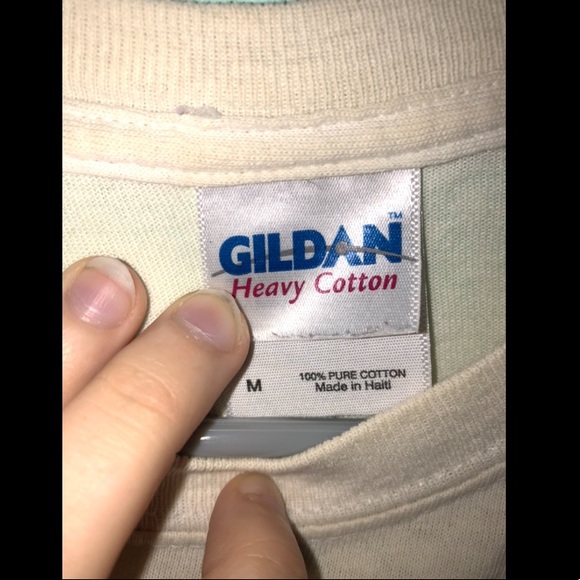 GILDAN™
Heavy Cotton
M
100% PURE COTTON
Made in Haiti